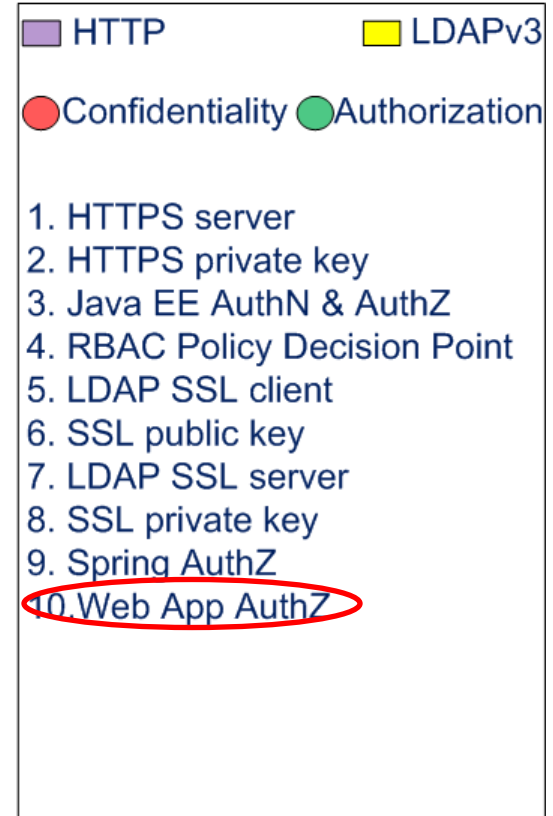 HTTP LDAPv3
Confidentiality Authorization
1. HTTPS server
2. HTTPS private key
3. Java EE AuthN & AuthZ
4. RBAC Policy Decision Point
5. LDAP SSL client
6. SSL public key
7. LDAP SSL server
8. SSL private key
9. Spring AuthZ
10.Web App AuthZ